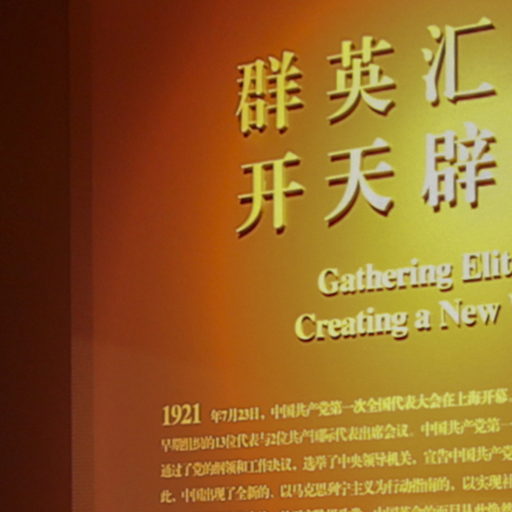 群英汇
开天辟
Gathering Elit
Creating a New
1921年7月23日,中国共产党第一次全国代表大会在上海开幕。
早期组织的13位代表与2位共产国际代表出席会议。中国共产党第一
通过了党的纲领和工作决议,选举了中央领导机关,宣告中国共产党
此,中国出现了全新的、以马克思列宁主义为行动指南的、以实现社